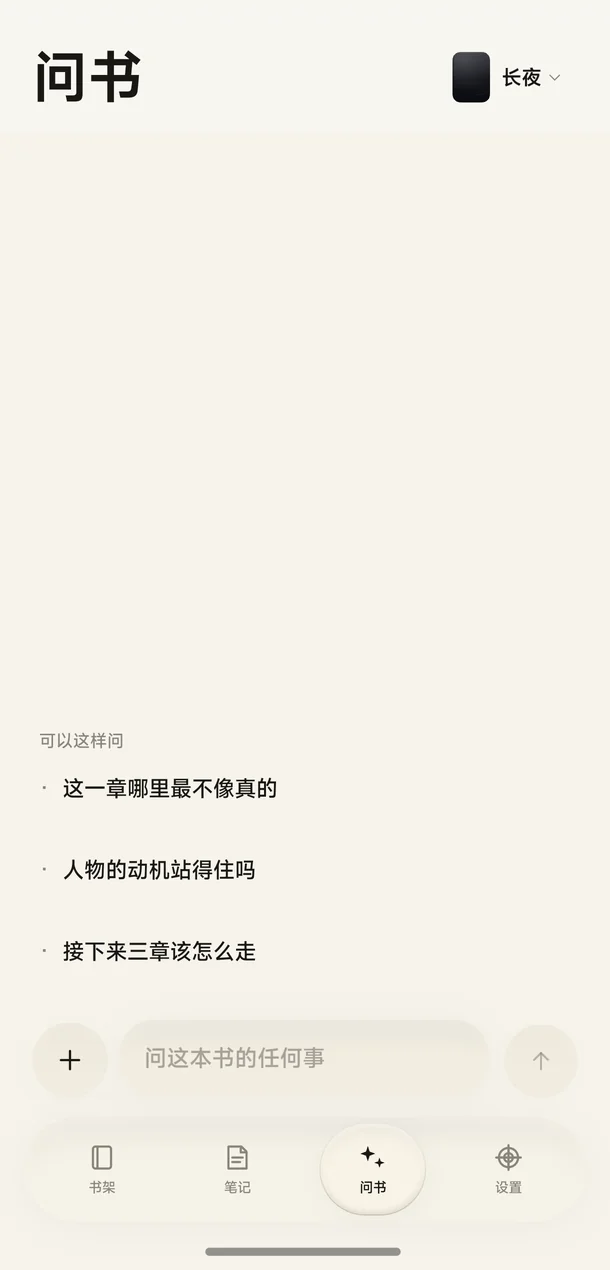 问书
长夜
可以这样问
· 这一章哪里最不像真的
· 人物的动机站得住吗
· 接下来三章该怎么走
问这本书的任何事
书架
笔记
问书
设置